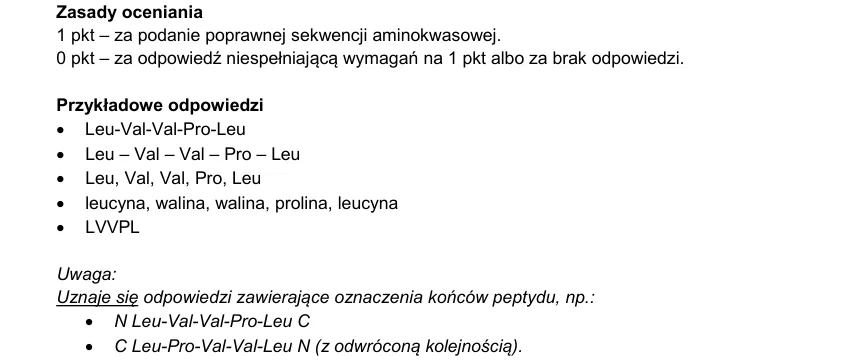 Zasady oceniania
1 pkt – za podanie poprawnej sekwencji aminokwasowej.
0 pkt – za odpowiedź niespełniającą wymagań na 1 pkt albo za brak odpowiedzi.
Przykładowe odpowiedzi
• Leu-Val-Val-Pro-Leu
• Leu – Val – Val – Pro – Leu
• Leu, Val, Val, Pro, Leu
• leucyna, walina, walina, prolina, leucyna
• LVVPL
Uwaga:
Uznaje się odpowiedzi zawierające oznaczenia końców peptydu, np.:
• N Leu-Val-Val-Pro-Leu C
• C Leu-Pro-Val-Val-Leu N (z odwróconą kolejnością).